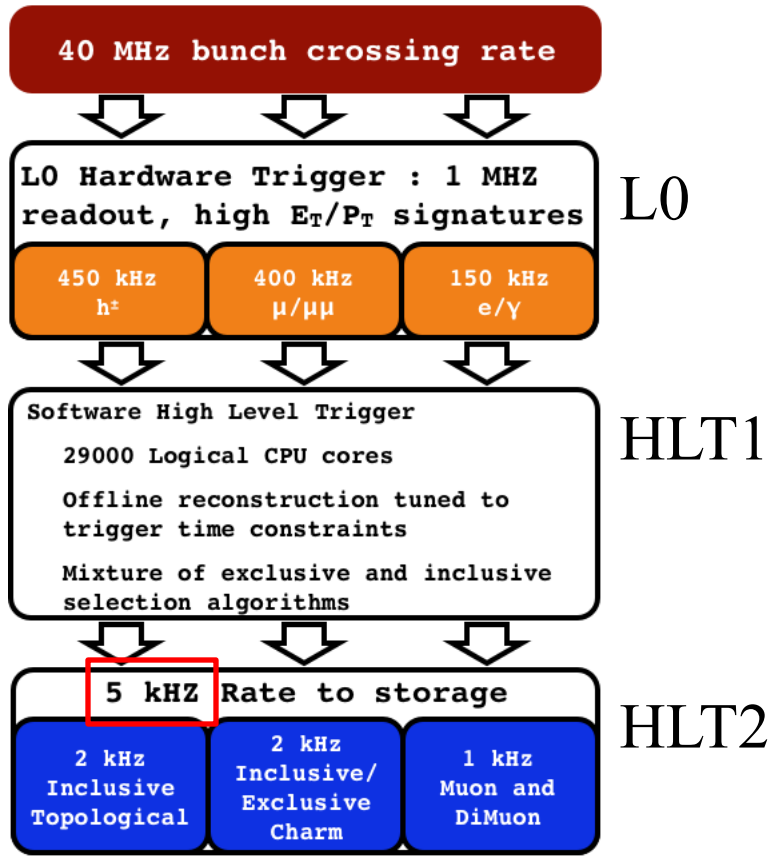 40 MHz bunch crossing rate
L0 Hardware Trigger : 1 MHZ
readout, high ET/PT signatures
L0
450 kHz
h±
400 kHz
μ/μμ
150 kHz
e/γ
Software High Level Trigger
29000 Logical CPU cores
Offline reconstruction tuned to
trigger time constraints
Mixture of exclusive and inclusive
selection algorithms
HLT1
5 kHZ Rate to storage
HLT2
2 kHz
Inclusive
Topological
2 kHz
Inclusive/
Exclusive
Charm
1 kHz
Muon and
DiMuon